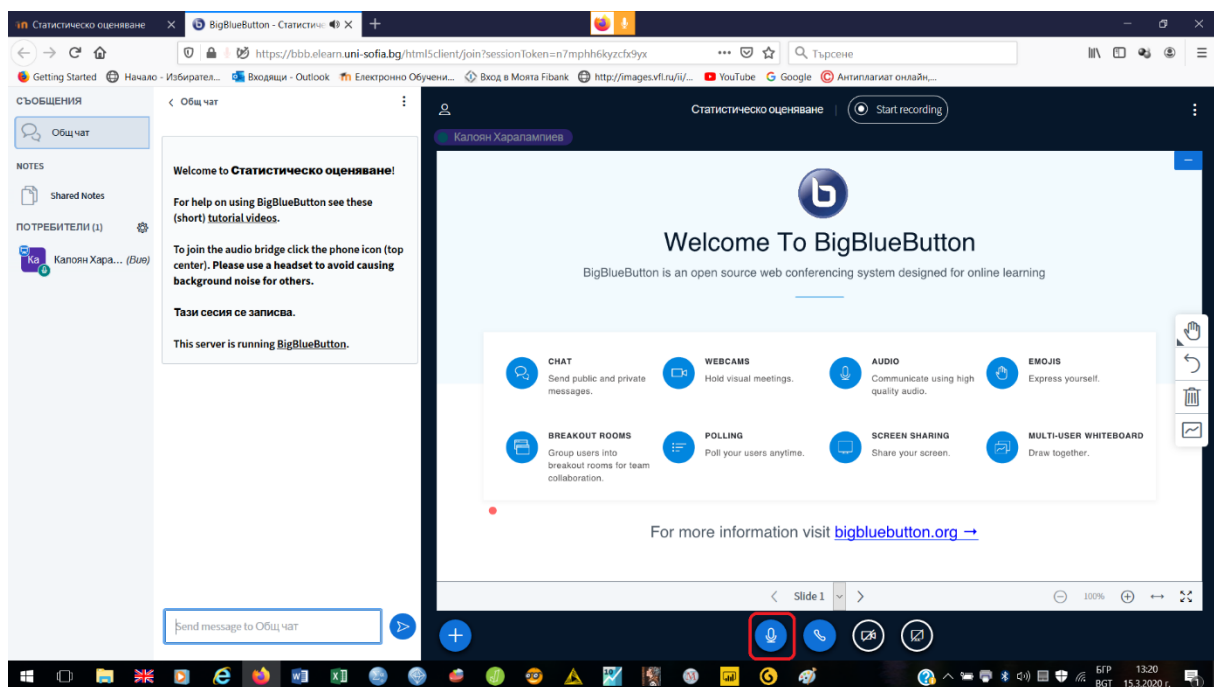 Статистическо оценяване
BigBlueButton - Статистиче
https://bbb.elearn.uni-sofia.bg/html5client/join?sessionToken=n7mphh6kyzcfx9yx
Търсене
Getting Started
Начало - Избирател...
Входящи - Outlook
Електронно Обучени...
Вход в Моята Fibank
http://images.vfl.ru/ii/...
YouTube
Google
Антиплагиат онлайн,...
СЪОБЩЕНИЯ
Общ чат
NOTES
Shared Notes
ПОТРЕБИТЕЛИ (1)
Ка
Калоян Хара... (Вие)
Общ чат
Welcome to Статистическо оценяване!
For help on using BigBlueButton see these
(short) tutorial videos.
To join the audio bridge click the phone icon (top
center). Please use a headset to avoid causing
background noise for others.
Тази сесия се записва.
This server is running BigBlueButton.
Send message to Общ чат
Статистическо оценяване
Start recording
Калоян Харалампиев
Welcome To BigBlueButton
BigBlueButton is an open source web conferencing system designed for online learning
CHAT
Send public and private
messages.
WEBCAMS
Hold visual meetings.
AUDIO
Communicate using high
quality audio.
EMOJIS
Express yourself.
BREAKOUT ROOMS
Group users into
breakout rooms for team
collaboration.
POLLING
Poll your users anytime.
SCREEN SHARING
Share your screen.
MULTI-USER WHITEBOARD
Draw together.
For more information visit bigbluebutton.org →
Slide 1
100%
БГР
BGT
13:20
15.3.2020 г.